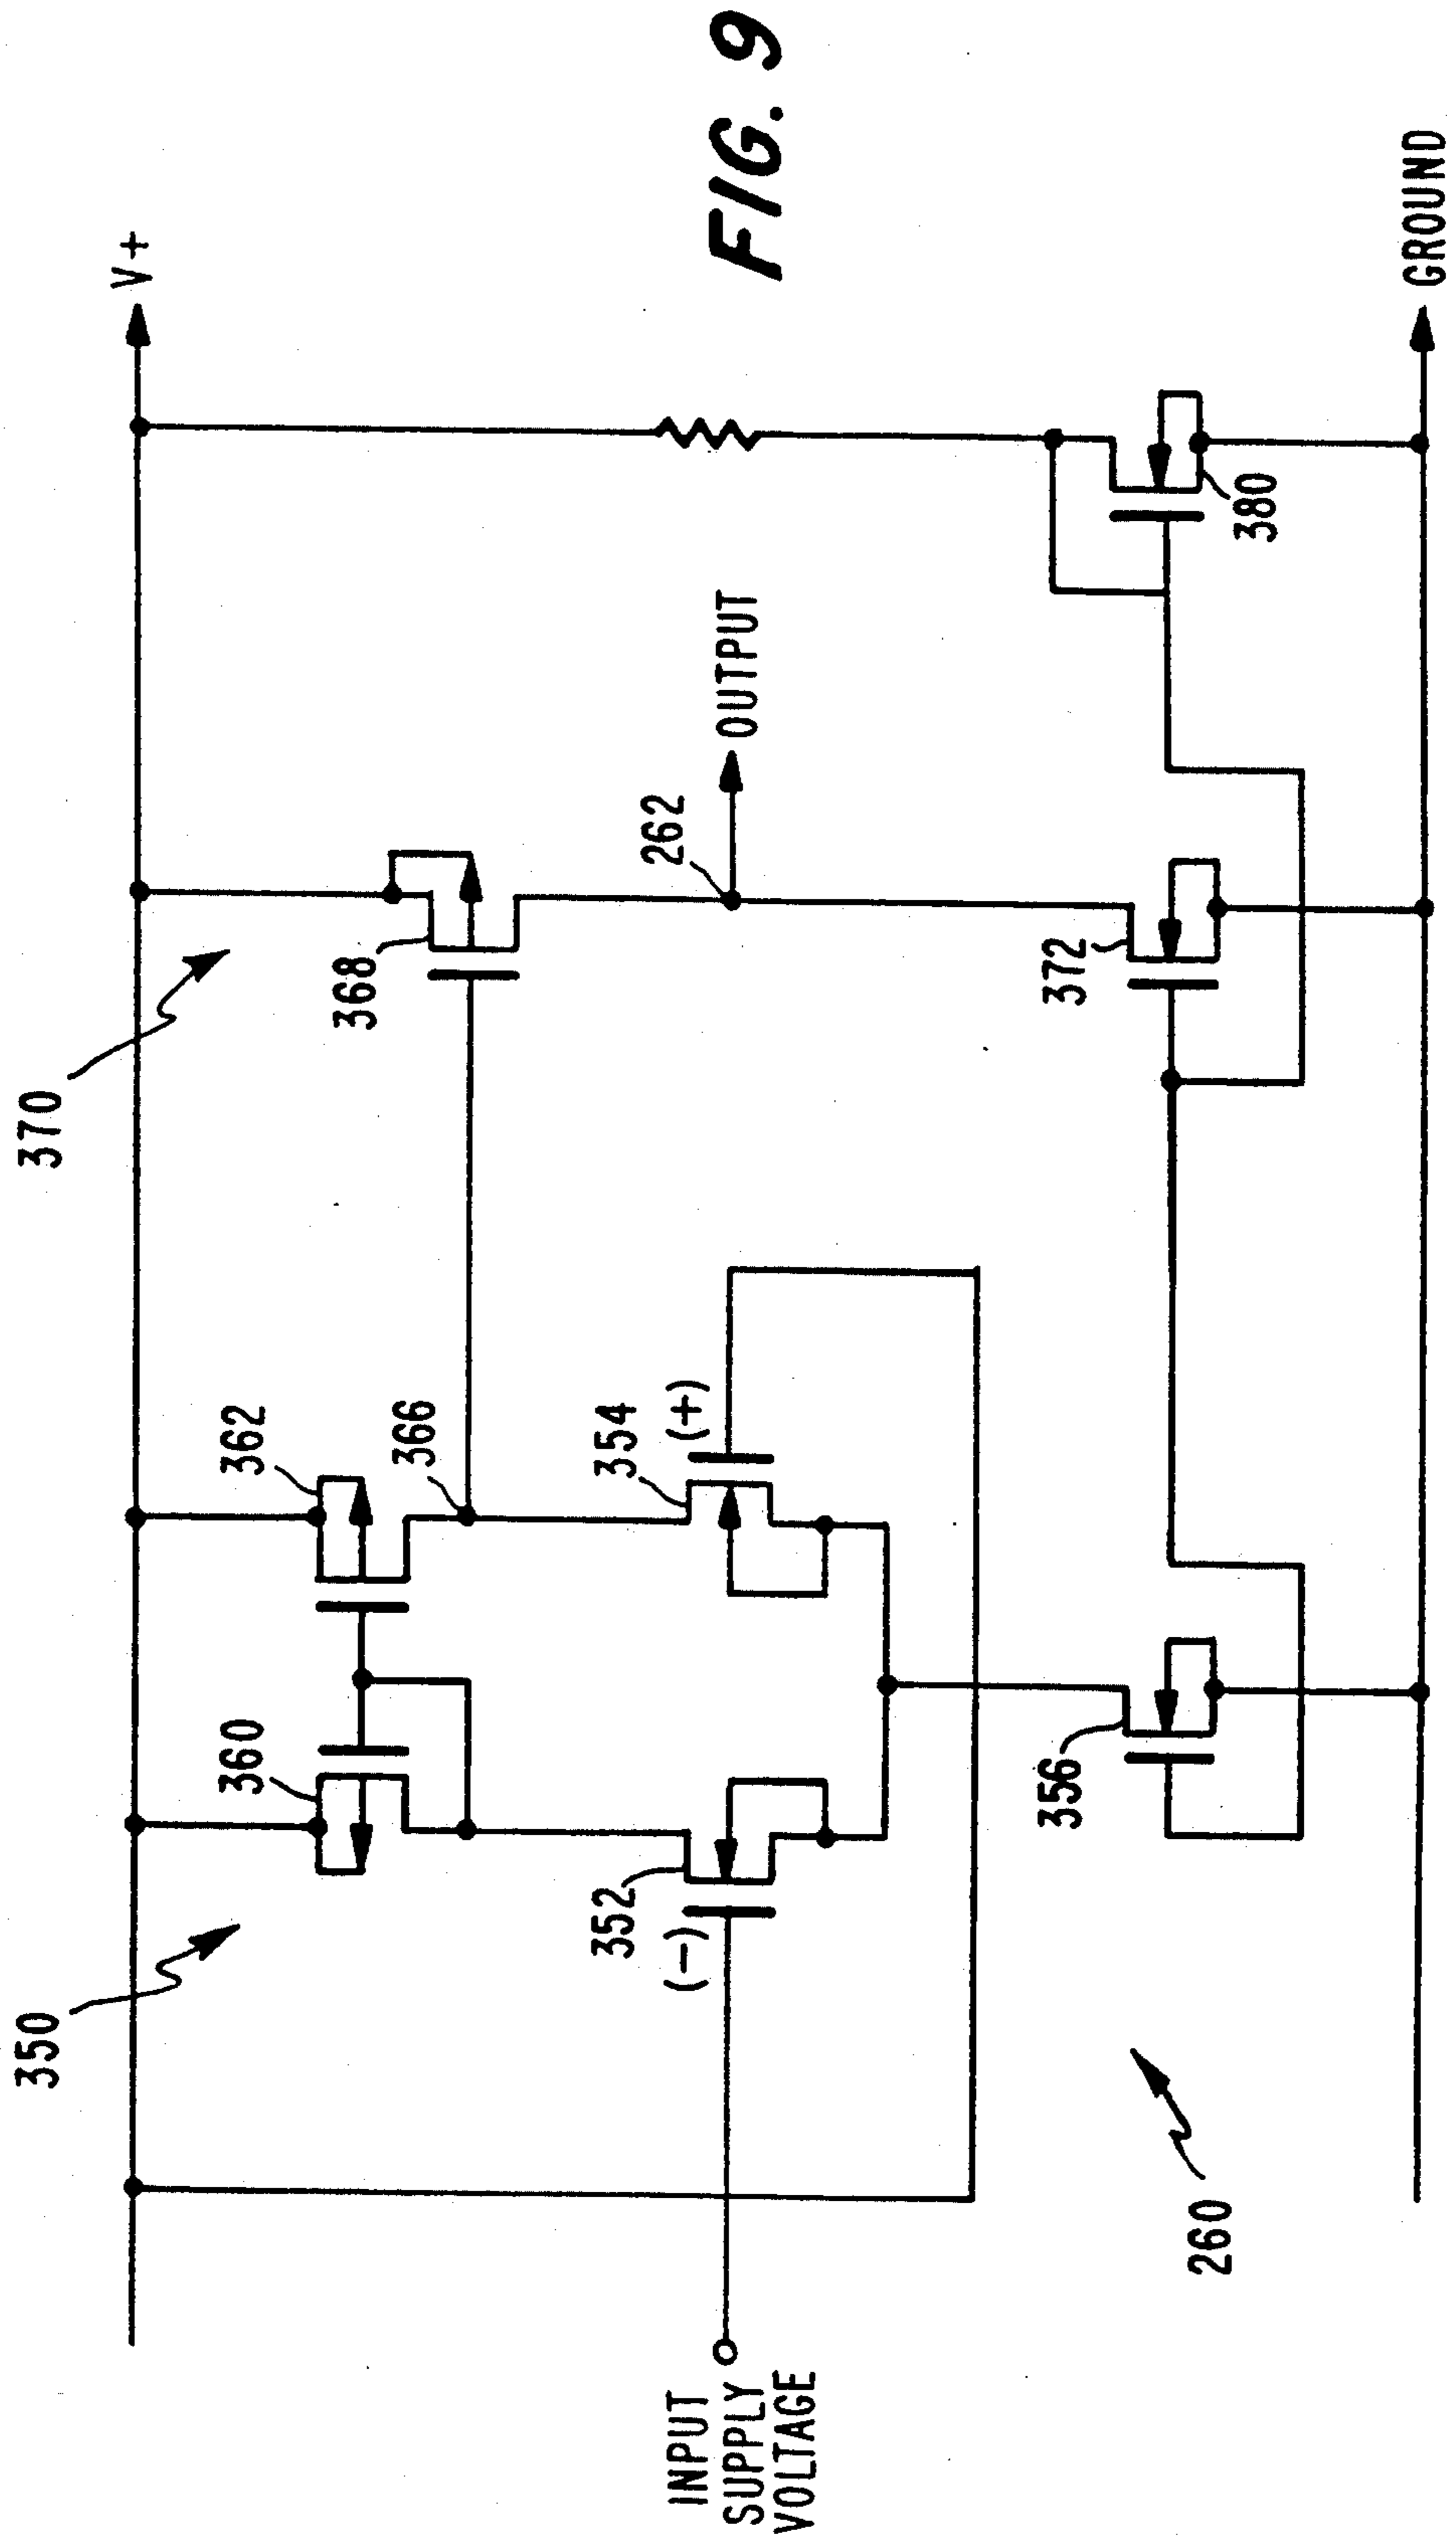 370
V+
350
360
362
368
366
262
OUTPUT
FIG. 9
352
354
(−)
(+)
INPUT
SUPPLY
VOLTAGE
356
372
380
260
GROUND